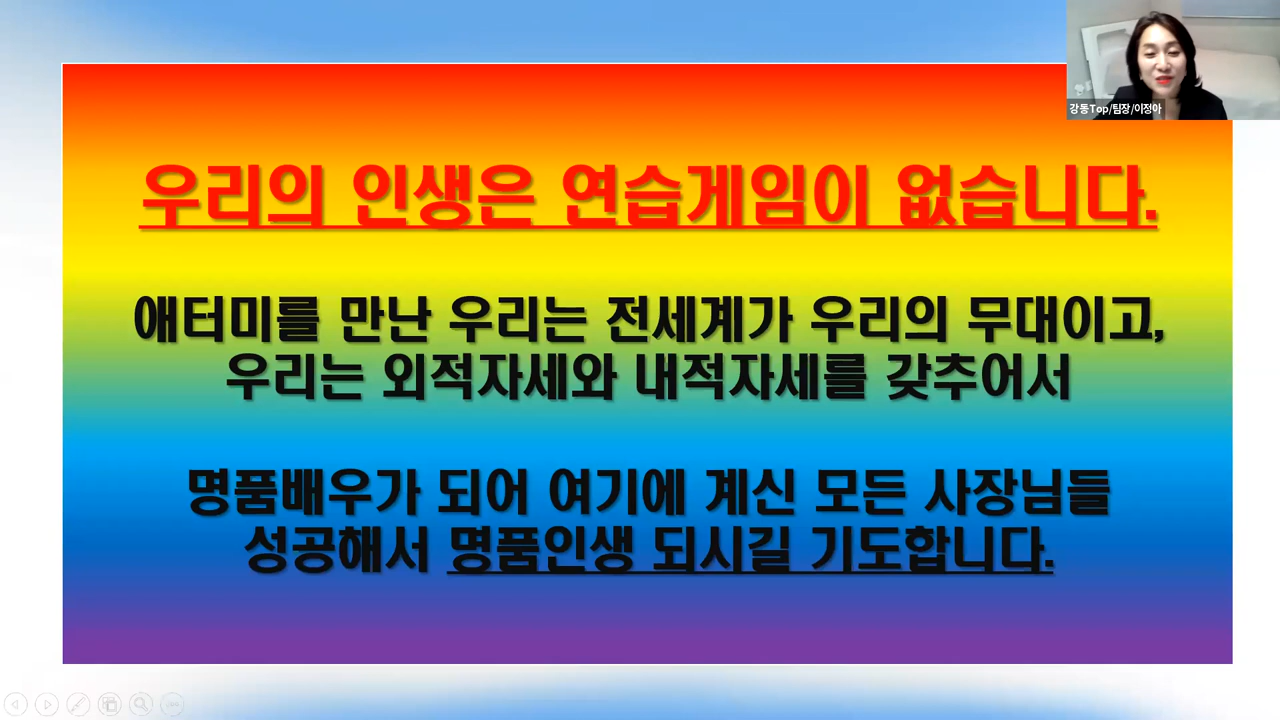 강동Top/팀장/이정아
우리의 인생은 연습게임이 없습니다.
애터미를 만난 우리는 전세계가 우리의 무대이고,
우리는 외적자세와 내적자세를 갖추어서
명품배우가 되어 여기에 계신 모든 사장님들
성공해서 명품인생 되시길 기도합니다.